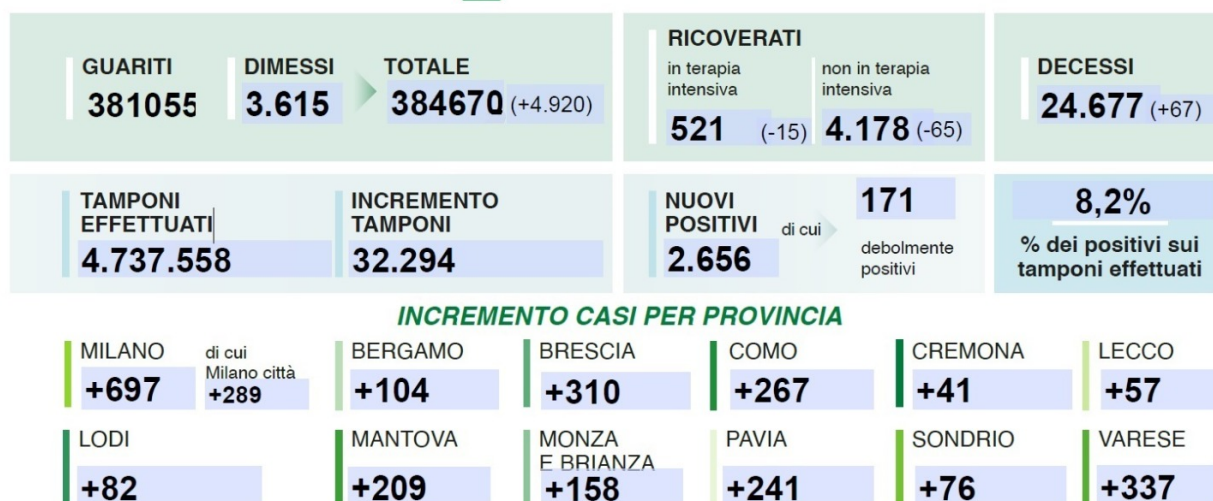 GUARITI
381055
DIMESSI
3.615
TOTALE
384670 (+4.920)
RICOVERATI
in terapia
intensiva
521 (-15)
non in terapia
intensiva
4.178 (-65)
DECESSI
24.677 (+67)
TAMPONI
EFFETTUATI
4.737.558
INCREMENTO
TAMPONI
32.294
NUOVI
POSITIVI
2.656
di cui
171
debolmente
positivi
8,2%
% dei positivi sui
tamponi effettuati
INCREMENTO CASI PER PROVINCIA
MILANO
+697
di cui
Milano città
+289
BERGAMO
+104
BRESCIA
+310
COMO
+267
CREMONA
+41
LECCO
+57
LODI
+82
MANTOVA
+209
MONZA
E BRIANZA
+158
PAVIA
+241
SONDRIO
+76
VARESE
+337